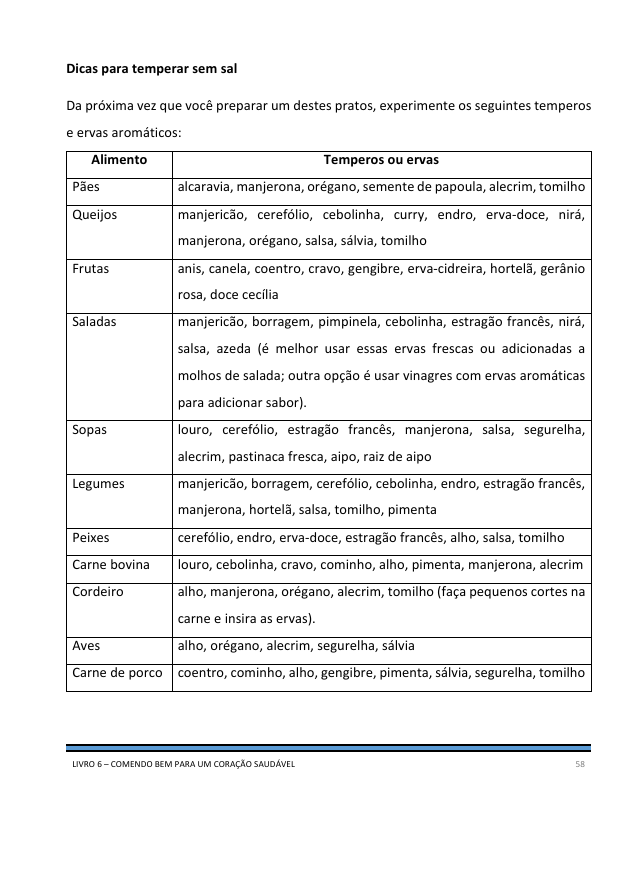 Dicas para temperar sem sal
Da próxima vez que você preparar um destes pratos, experimente os seguintes temperos
e ervas aromáticos:
Alimento Temperos ou ervas
Pães alcaravia, manjerona, orégano, semente de papoula, alecrim, tomilho
Queijos manjericão, cerefólio, cebolinha, curry, endro, erva-doce, nirá,
manjerona, orégano, salsa, sálvia, tomilho
Frutas anis, canela, coentro, cravo, gengibre, erva-cidreira, hortelã, gerânio
rosa, doce cecília
Saladas manjericão, borragem, pimpinela, cebolinha, estragão francês, nirá,
salsa, azeda (é melhor usar essas ervas frescas ou adicionadas a
molhos de salada; outra opção é usar vinagres com ervas aromáticas
para adicionar sabor).
Sopas louro, cerefólio, estragão francês, manjerona, salsa, segurelha,
alecrim, pastinaca fresca, aipo, raiz de aipo
Legumes manjericão, borragem, cerefólio, cebolinha, endro, estragão francês,
manjerona, hortelã, salsa, tomilho, pimenta
Peixes cerefólio, endro, erva-doce, estragão francês, alho, salsa, tomilho
Carne bovina louro, cebolinha, cravo, cominho, alho, pimenta, manjerona, alecrim
Cordeiro alho, manjerona, orégano, alecrim, tomilho (faça pequenos cortes na
carne e insira as ervas).
Aves alho, orégano, alecrim, segurelha, sálvia
Carne de porco coentro, cominho, alho, gengibre, pimenta, sálvia, segurelha, tomilho
LIVRO 6 – COMENDO BEM PARA UM CORAÇÃO SAUDÁVEL 58